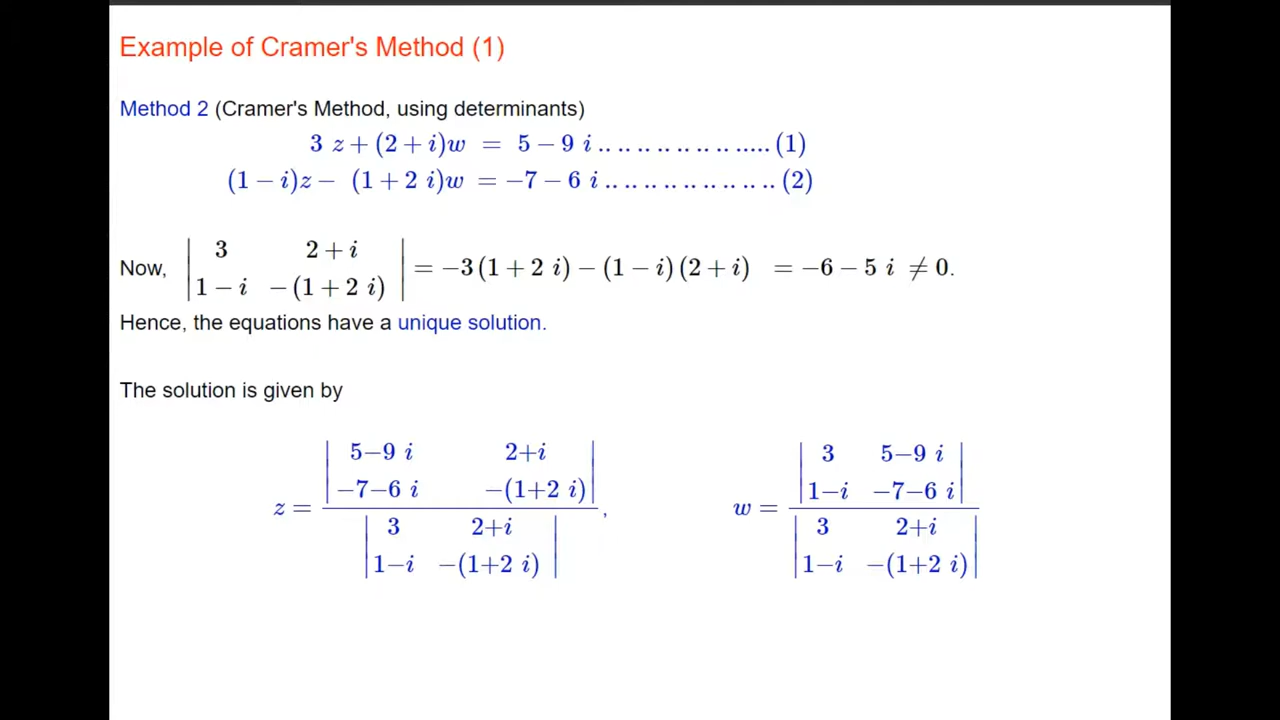 Example of Cramer's Method (1)
Method 2 (Cramer's Method, using determinants)
3 z+(2+i)w = 5−9 i .. .. .. .. .. .. .. ..... (1)
(1−i)z− (1+2 i)w = −7−6 i .. .. .. .. .. .. .. .. .. (2)
Now, | 3 2+i |
| 1−i −(1+2 i) | = −3(1+2 i)−(1−i)(2+i) = −6−5 i ≠ 0.
Hence, the equations have a unique solution.
The solution is given by
z = | 5−9 i 2+i |
| −7−6 i −(1+2 i) |
| 3 2+i |
| 1−i −(1+2 i) | ,
w = | 3 5−9 i |
| 1−i −7−6 i |
| 3 2+i |
| 1−i −(1+2 i) |